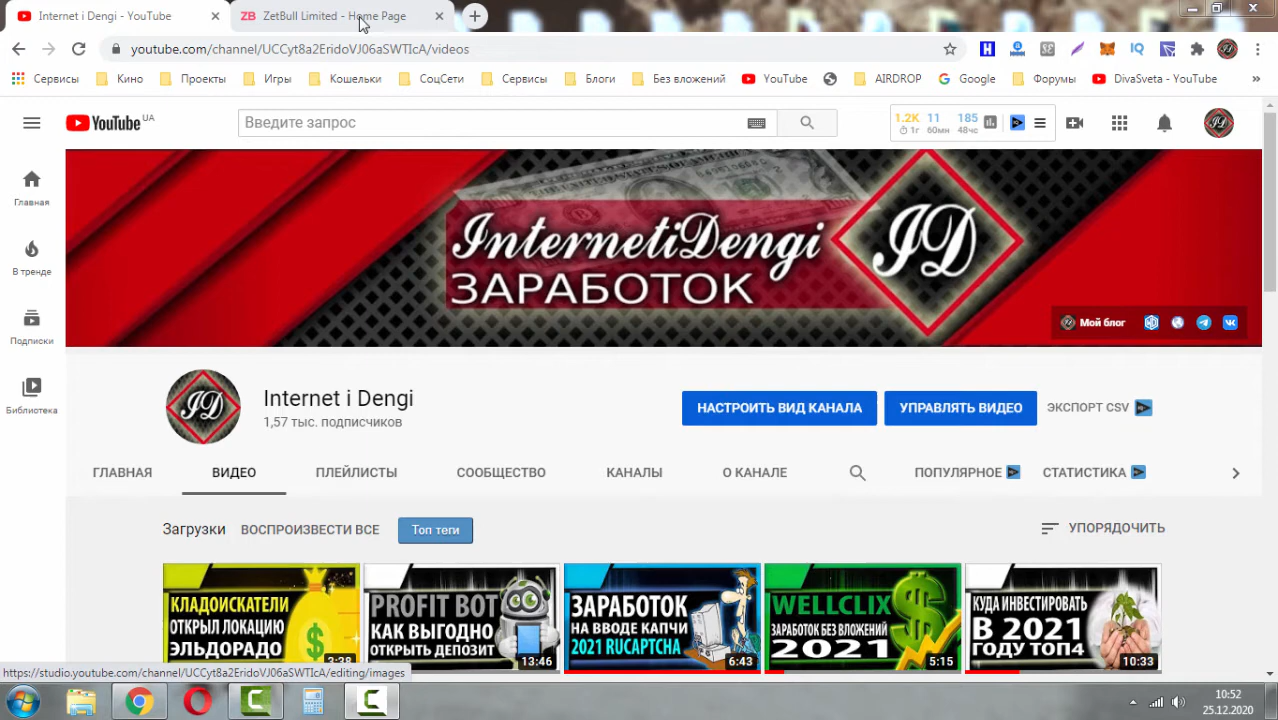 Internet i Dengi - YouTube
ZB ZetBull Limited - Home Page
youtube.com/channel/UCCyt8a2EridoVJ06aSWTIcA/videos
Сервисы Кино Проекты Игры Кошельки СоцСети Сервисы Блоги Без вложений YouTube AIRDROP Google Форумы DivaSveta - YouTube »
YouTube UA
Введите запрос
1.2K 11 185
1г 60мн 48чс
InternetiDengi
ЗАРАБОТОК
JD
Мой блог
Главная
В тренде
Подписки
Библиотека
JD
Internet i Dengi
1,57 тыс. подписчиков
НАСТРОИТЬ ВИД КАНАЛА
УПРАВЛЯТЬ ВИДЕО
ЭКСПОРТ CSV
ГЛАВНАЯ ВИДЕО ПЛЕЙЛИСТЫ СООБЩЕСТВО КАНАЛЫ О КАНАЛЕ ПОПУЛЯРНОЕ СТАТИСТИКА
Загрузки ВОСПРОИЗВЕСТИ ВСЕ Топ теги УПОРЯДОЧИТЬ
КЛАДОИСКАТЕЛИ
ОТКРЫЛ ЛОКАЦИЮ
ЭЛЬДОРАДО
3:38
PROFIT BOT
КАК ВЫГОДНО
ОТКРЫТЬ ДЕПОЗИТ
13:46
ЗАРАБОТОК
НА ВВОДЕ КАПЧИ
2021 RUCAPTCHA
6:43
WELLCLIX
ЗАРАБОТОК БЕЗ ВЛОЖЕНИЙ
2021
5:15
КУДА ИНВЕСТИРОВАТЬ
В 2021
ГОДУ ТОП4
10:33
https://studio.youtube.com/channel/UCCyt8a2EridoVJ06aSWTIcA/editing/images
10:52
25.12.2020